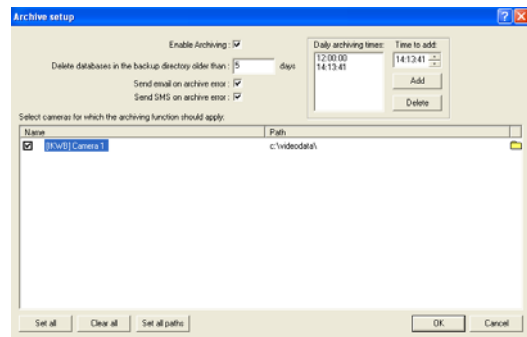 Archive setup
Enable Archiving :
Delete databases in the backup directory older than : 5 days
Send email on archive error :
Send SMS on archive error :
Daily archiving times:
12:00:00
14:13:41
Time to add:
14:13:41
Add
Delete
Select cameras for which the archiving function should apply:
Name Path
[IKWB] Camera 1 c:\videodata\
Set all Clear all Set all paths OK Cancel